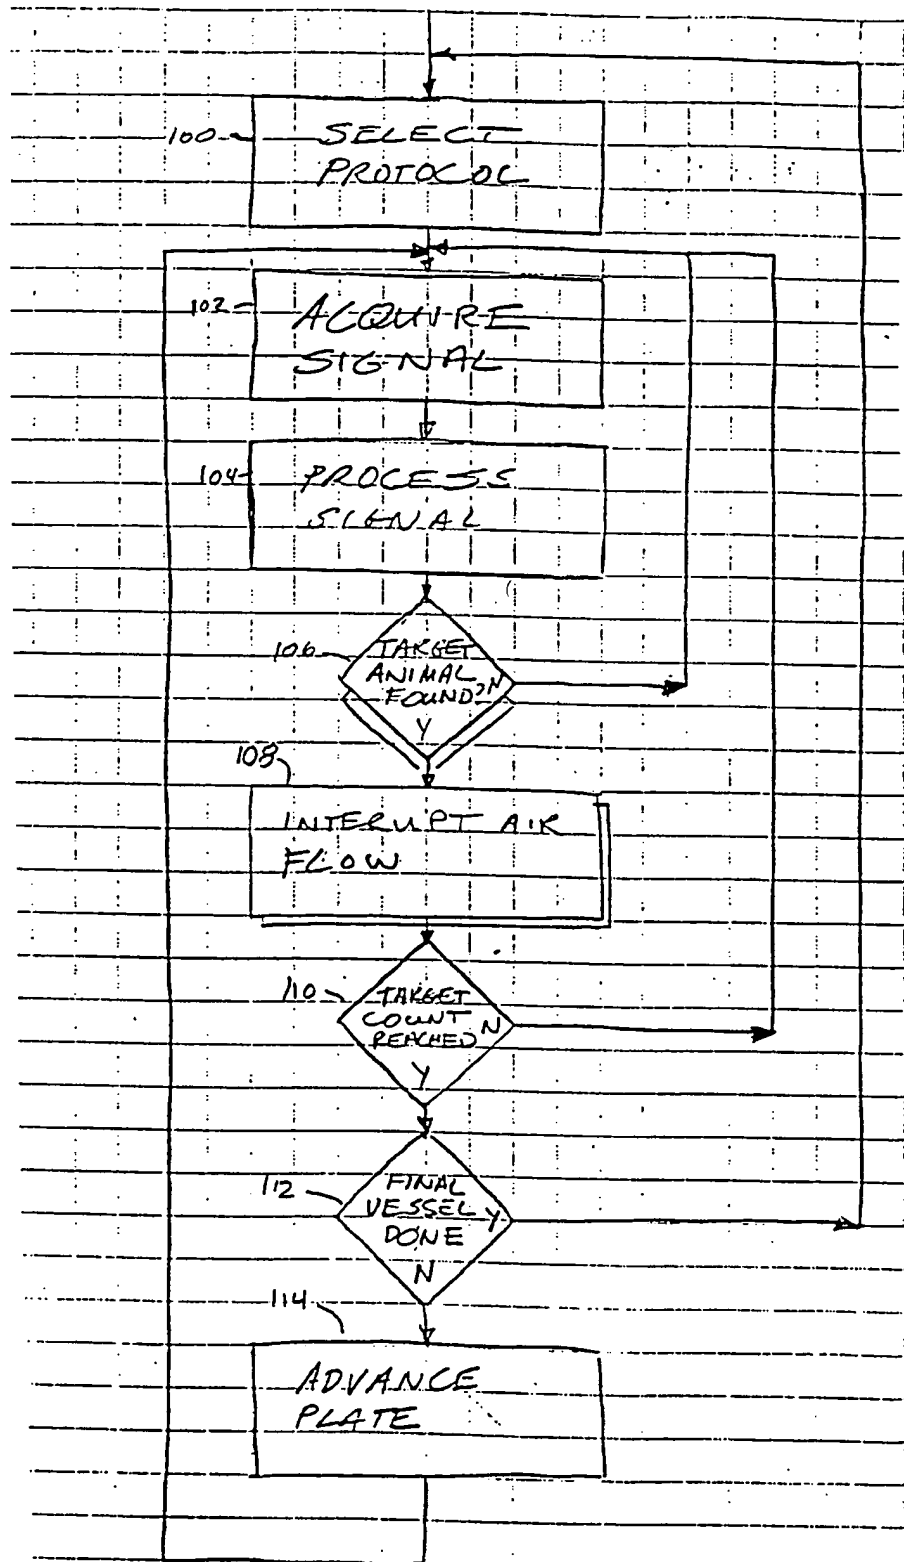 100
SELECT
PROTOCOL
102
ACQUIRE
SIGNAL
104
PROCESS
SIGNAL
106
TARGET
ANIMAL
FOUND? N
Y
108
INTERUPT AIR
FLOW
110
TARGET
COUNT
REACHED N
Y
112
FINAL
VESSEL Y
DONE
N
114
ADVANCE
PLATE